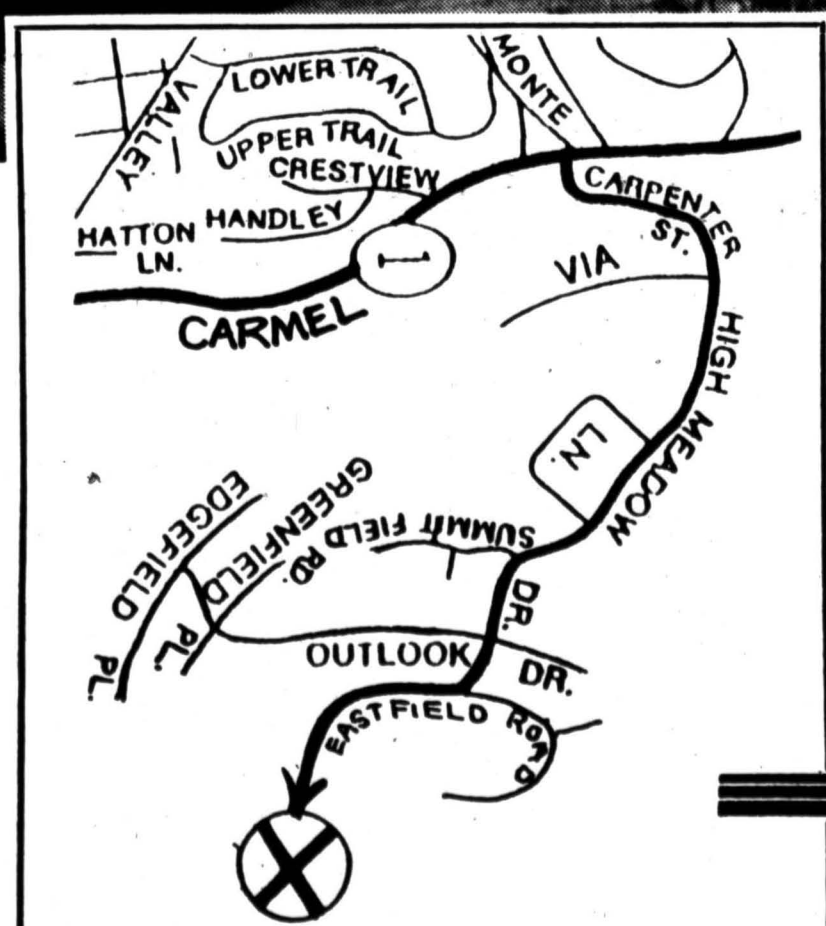 LOWER TRAIL
MONTE
VALLEY
UPPER TRAIL
CRESTVIEW
CARPENTER
ST.
HATTON
LN.
HANDLEY
VIA
1
CARMEL
HIGH MEADOW
LN.
EDGEFIELD
PL.
GREENFIELD
PL.
SUMMIT FIELD
RD.
DR.
OUTLOOK
DR.
EASTFIELD ROAD
X